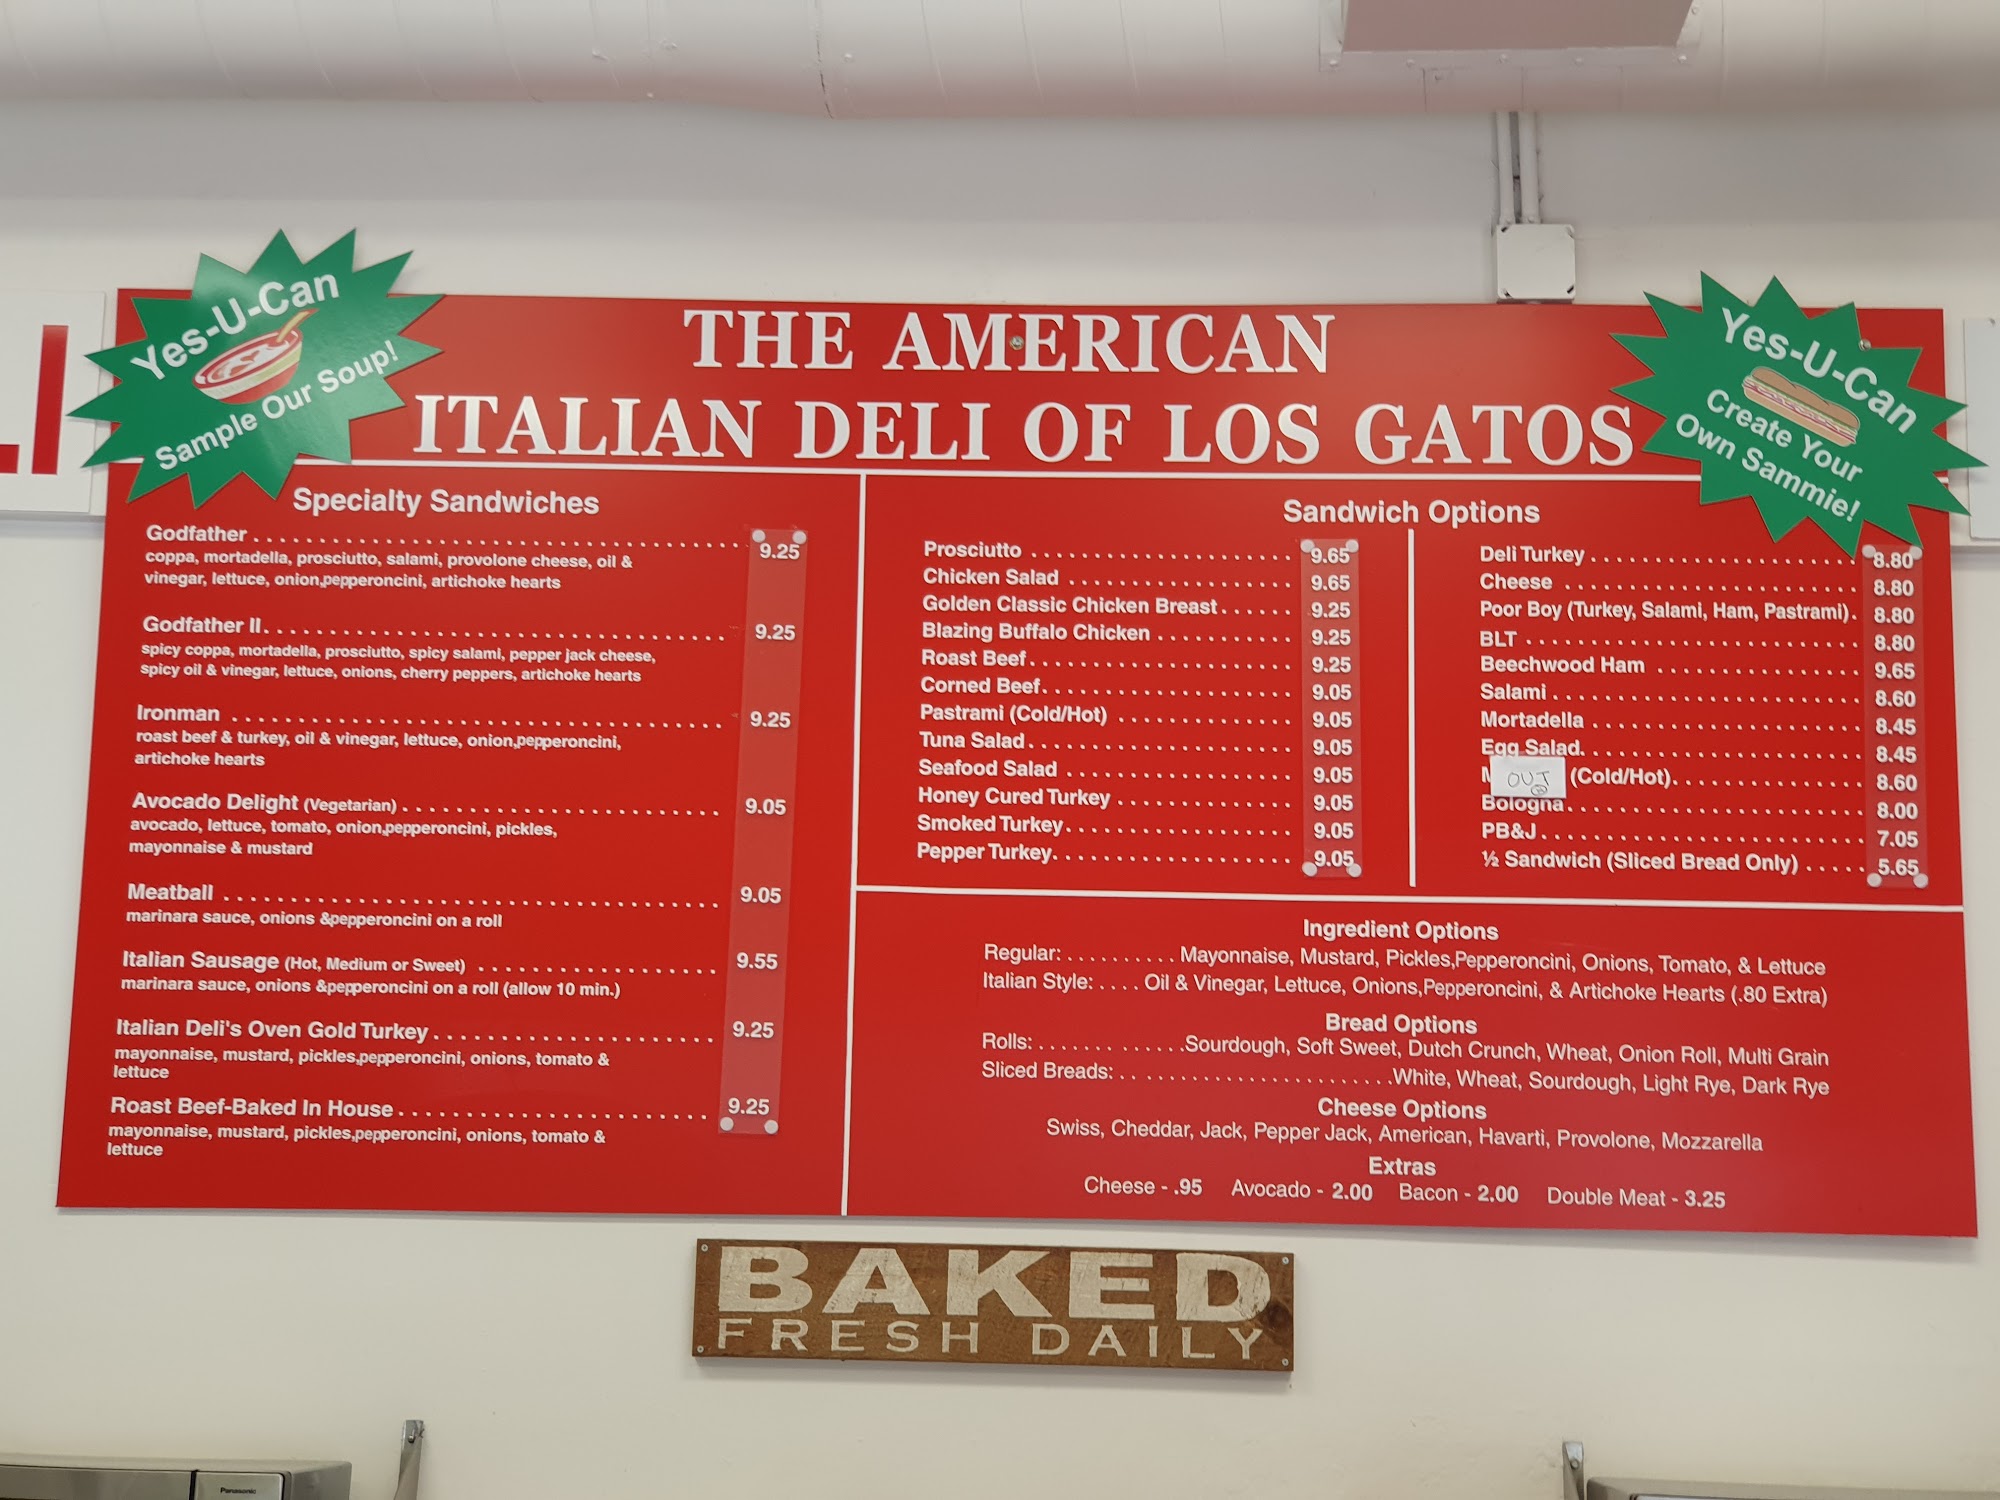 LI
Yes-U-Can
Sample Our Soup!
THE AMERICAN
ITALIAN DELI OF LOS GATOS
Yes-U-Can
Create Your
Own Sammie!
Specialty Sandwiches
Godfather . . . . . . . . . . 9.25
coppa, mortadella, prosciutto, salami, provolone cheese, oil &
vinegar, lettuce, onion,pepperoncini, artichoke hearts
Godfather II. . . . . . . . . . 9.25
spicy coppa, mortadella, prosciutto, spicy salami, pepper jack cheese,
spicy oil & vinegar, lettuce, onions, cherry peppers, artichoke hearts
Ironman . . . . . . . . . . 9.25
roast beef & turkey, oil & vinegar, lettuce, onion,pepperoncini,
artichoke hearts
Avocado Delight (Vegetarian) . . . . . . . . . . 9.05
avocado, lettuce, tomato, onion,pepperoncini, pickles,
mayonnaise & mustard
Meatball . . . . . . . . . . 9.05
marinara sauce, onions &pepperoncini on a roll
Italian Sausage (Hot, Medium or Sweet) . . . . . . . . . . 9.55
marinara sauce, onions &pepperoncini on a roll (allow 10 min.)
Italian Deli's Oven Gold Turkey . . . . . . . . . . 9.25
mayonnaise, mustard, pickles,pepperoncini, onions, tomato &
lettuce
Roast Beef-Baked In House . . . . . . . . . . 9.25
mayonnaise, mustard, pickles,pepperoncini, onions, tomato &
lettuce
Sandwich Options
Prosciutto . . . . . . . . . . 9.65
Chicken Salad . . . . . . . . . . 9.65
Golden Classic Chicken Breast . . . . . . 9.25
Blazing Buffalo Chicken . . . . . . . . . . 9.25
Roast Beef . . . . . . . . . . 9.25
Corned Beef . . . . . . . . . . 9.05
Pastrami (Cold/Hot) . . . . . . . . . . 9.05
Tuna Salad . . . . . . . . . . 9.05
Seafood Salad . . . . . . . . . . 9.05
Honey Cured Turkey . . . . . . . . . . 9.05
Smoked Turkey . . . . . . . . . . 9.05
Pepper Turkey . . . . . . . . . . 9.05
Deli Turkey . . . . . . . . . . 8.80
Cheese . . . . . . . . . . 8.80
Poor Boy (Turkey, Salami, Ham, Pastrami). 8.80
BLT . . . . . . . . . . 8.80
Beechwood Ham . . . . . . . . . . 9.65
Salami . . . . . . . . . . 8.60
Mortadella . . . . . . . . . . 8.45
Egg Salad. . . . . . . . . . 8.45
OUT (Cold/Hot). . . . . . . . . . 8.60
Bologna . . . . . . . . . . 8.00
PB&J . . . . . . . . . . 7.05
½ Sandwich (Sliced Bread Only) . . . . . 5.65
Ingredient Options
Regular: . . . . . . . . . . Mayonnaise, Mustard, Pickles,Pepperoncini, Onions, Tomato, & Lettuce
Italian Style: . . . . Oil & Vinegar, Lettuce, Onions,Pepperoncini, & Artichoke Hearts (.80 Extra)
Bread Options
Rolls: . . . . . . . . . . Sourdough, Soft Sweet, Dutch Crunch, Wheat, Onion Roll, Multi Grain
Sliced Breads: . . . . . . . . . . White, Wheat, Sourdough, Light Rye, Dark Rye
Cheese Options
Swiss, Cheddar, Jack, Pepper Jack, American, Havarti, Provolone, Mozzarella
Extras
Cheese - .95 Avocado - 2.00 Bacon - 2.00 Double Meat - 3.25
BAKED
FRESH DAILY
Panasonic